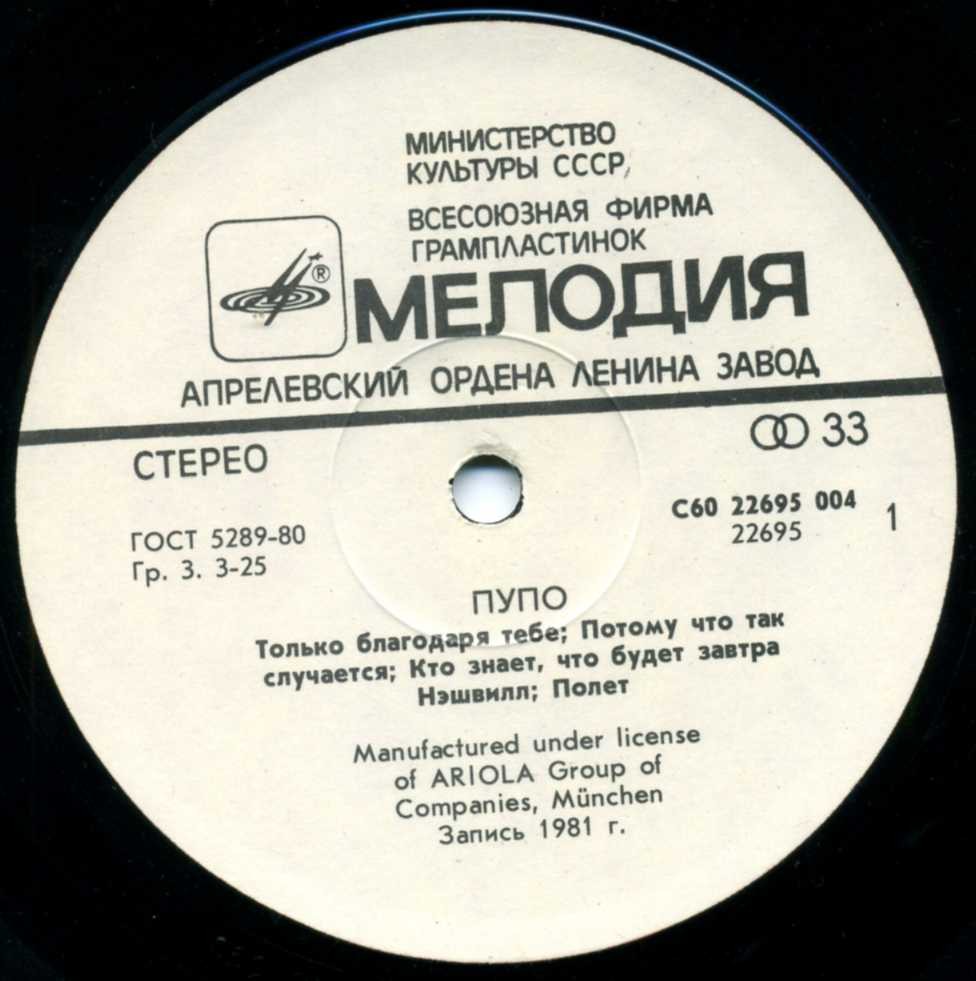 МИНИСТЕРСТВО
КУЛЬТУРЫ СССР,
ВСЕСОЮЗНАЯ ФИРМА
ГРАМПЛАСТИНОК
®
МЕЛОДИЯ
АПРЕЛЕВСКИЙ ОРДЕНА ЛЕНИНА ЗАВОД
СТЕРЕО
33
ГОСТ 5289-80
Гр. 3. 3-25
С60 22695 004
22695
1
ПУПО
Только благодаря тебе; Потому что так
случается; Кто знает, что будет завтра
Нэшвилл; Полет
Manufactured under license
of ARIOLA Group of
Companies, München
Запись 1981 г.